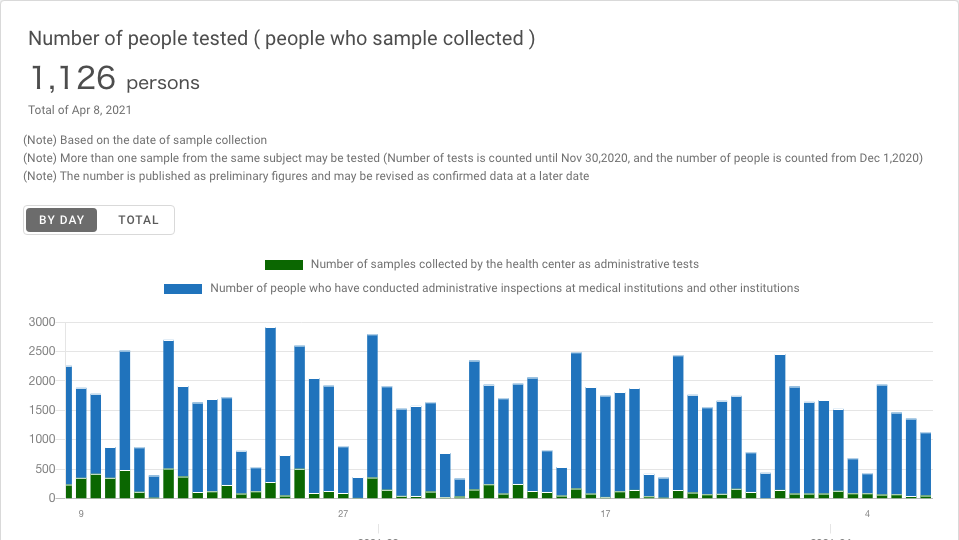 Number of people tested ( people who sample collected )
1,126 persons
Total of Apr 8, 2021
(Note) Based on the date of sample collection
(Note) More than one sample from the same subject may be tested (Number of tests is counted until Nov 30,2020, and the number of people is counted from Dec 1,2020)
(Note) The number is published as preliminary figures and may be revised as confirmed data at a later date
BY DAY TOTAL
Number of samples collected by the health center as administrative tests
Number of people who have conducted administrative inspections at medical institutions and other institutions
3000
2500
2000
1500
1000
500
0
9 27 17 4